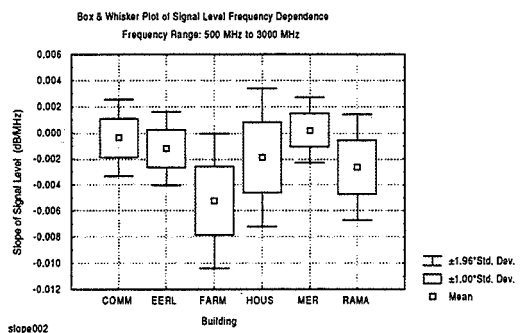 Box & Whisker Plot of Signal Level Frequency Dependence
Frequency Range: 500 MHz to 3000 MHz
Slope of Signal Level (dB/MHz)
0.006
0.004
0.002
0.000
-0.002
-0.004
-0.006
-0.008
-0.010
-0.012
COMM EERL FARM HOUS MER RAMA
Building
±1.96*Std. Dev.
±1.00*Std. Dev.
Mean
slope002